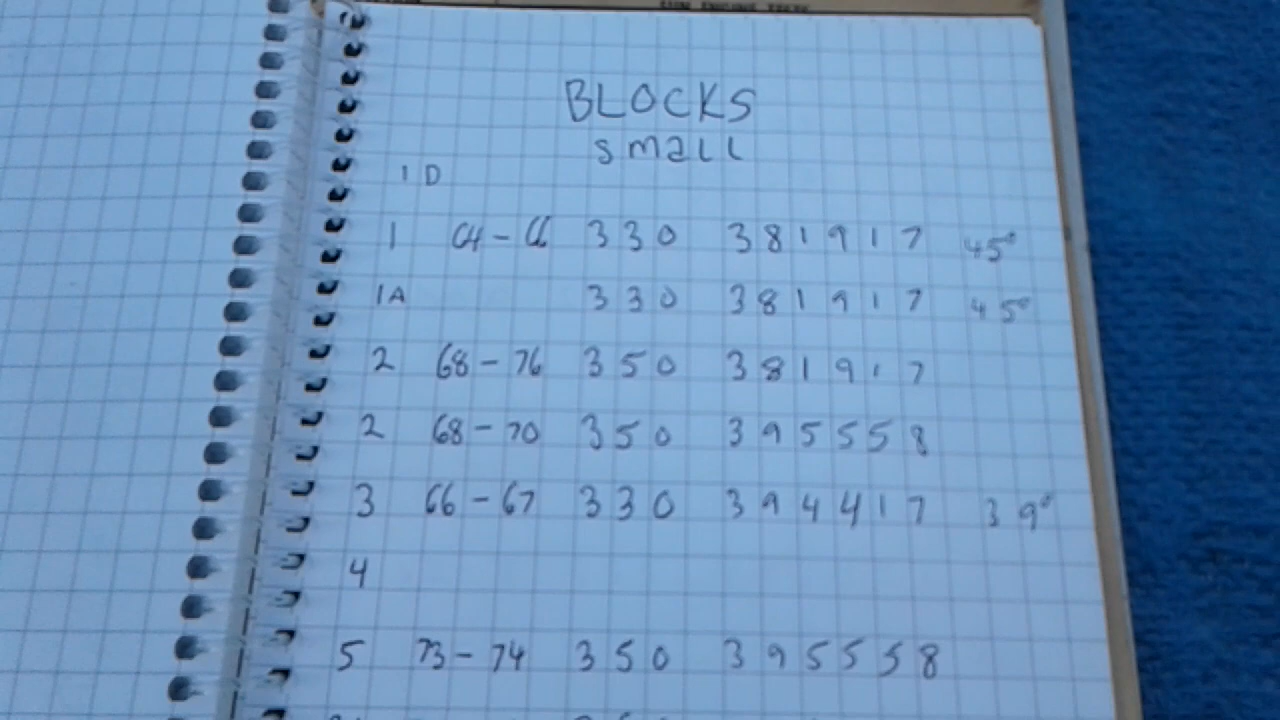 BLOCKS
small
1D
1 64-66 330 381917 45°
1A 330 381917 45°
2 68-76 350 381917
2 68-70 350 395558
3 66-67 330 394417 39°
4
5 73-74 350 395558